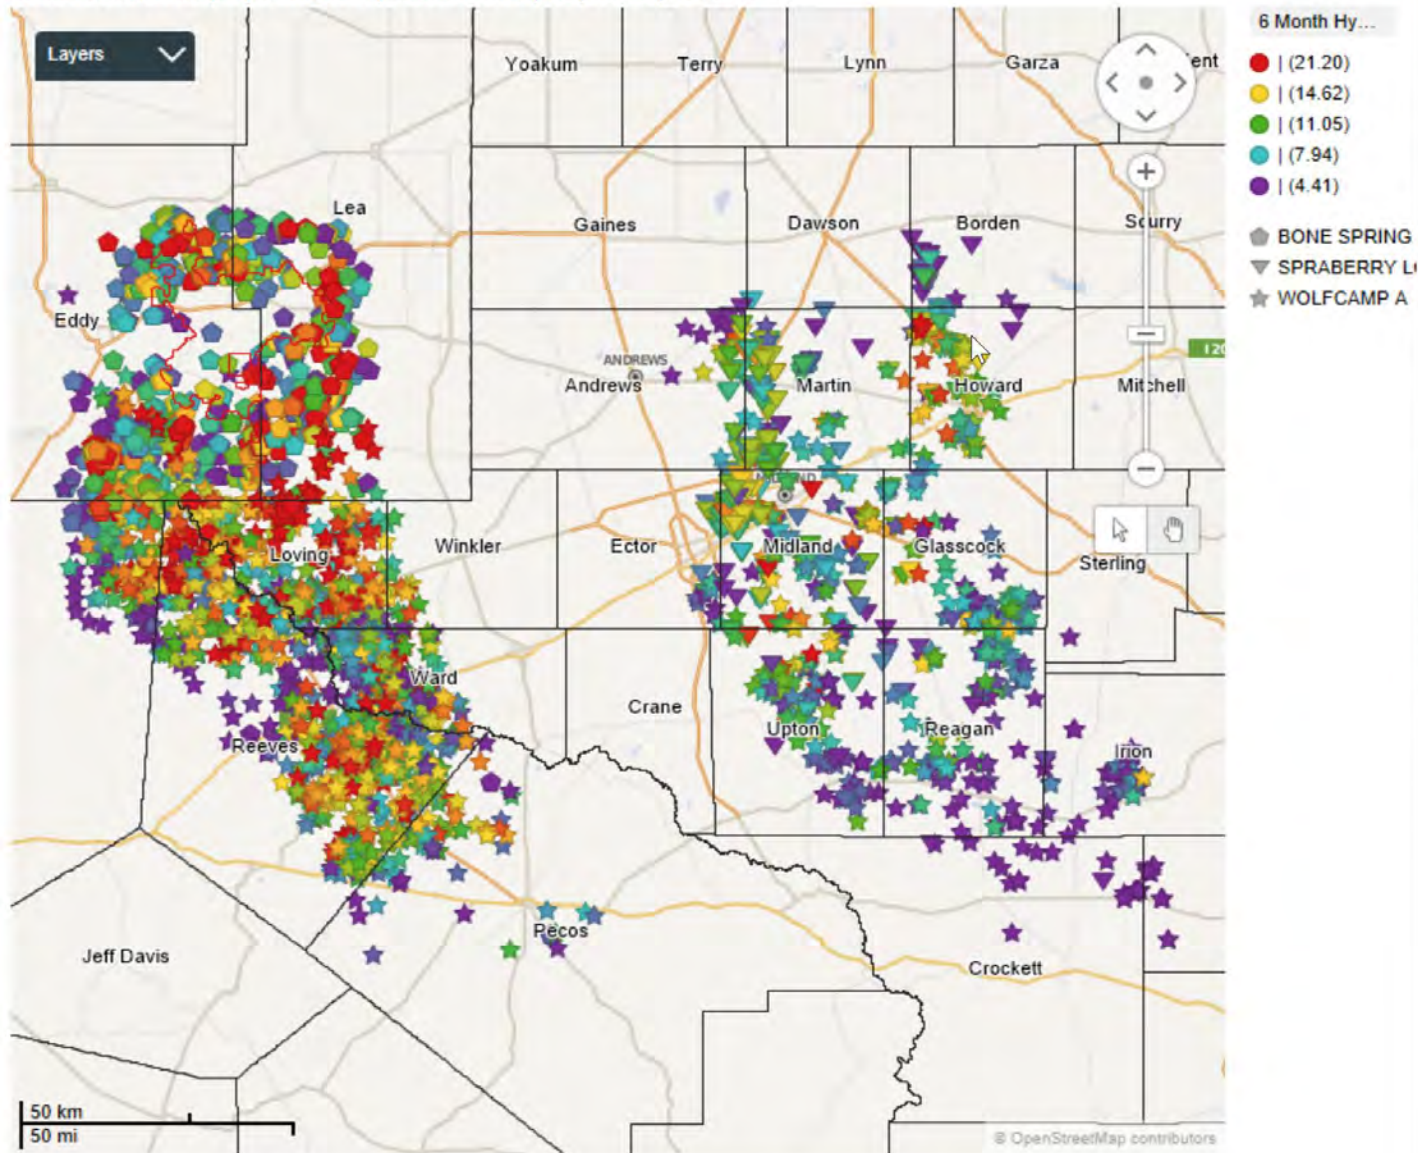 Layers
Yoakum
Terry
Lynn
Garza
ent
Lea
Gaines
Dawson
Borden
Scurry
Eddy
ANDREWS
Andrews
Martin
Howard
Mitchell
I 20
Loving
Winkler
Ector
Midland
Glasscock
Sterling
Ward
Crane
Reeves
Upton
Reagan
Irion
Pecos
Jeff Davis
Crockett
50 km
50 mi
© OpenStreetMap contributors
6 Month Hy...
| (21.20)
| (14.62)
| (11.05)
| (7.94)
| (4.41)
BONE SPRING
SPRABERRY L
WOLFCAMP A